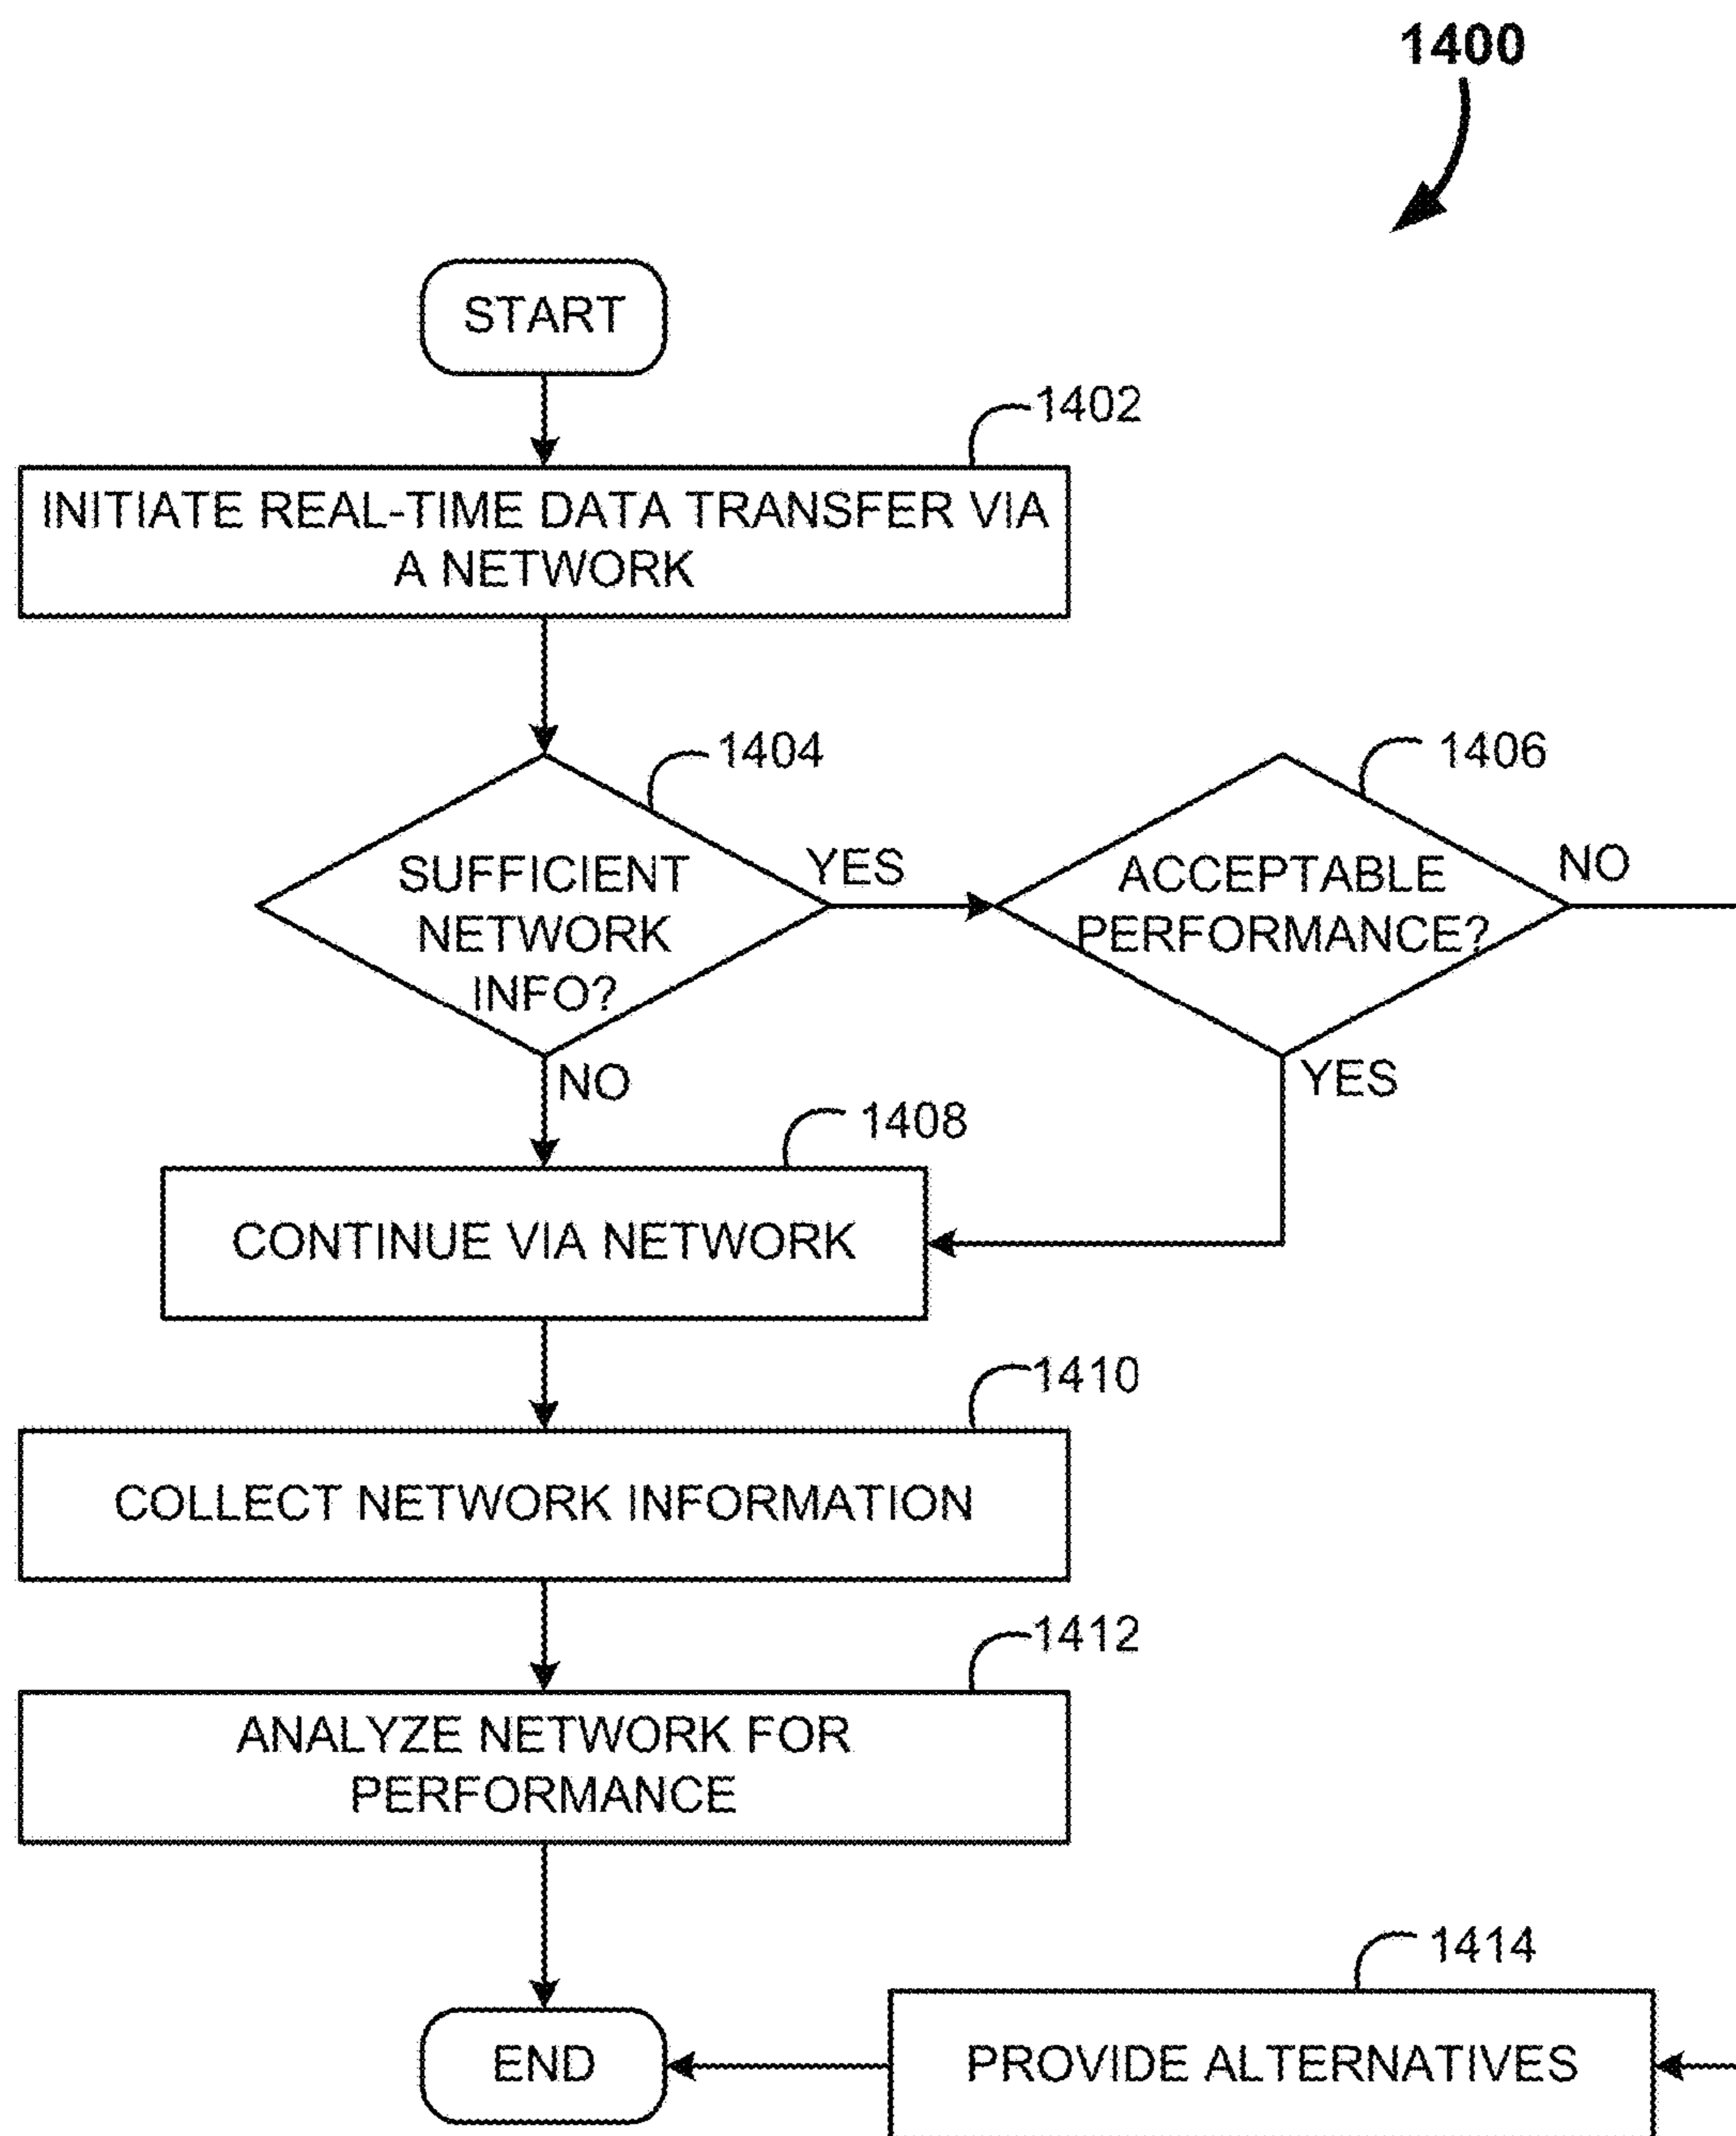 1400
START
1402
INITIATE REAL-TIME DATA TRANSFER VIA
A NETWORK
1404
SUFFICIENT
NETWORK
INFO?
YES
NO
1406
ACCEPTABLE
PERFORMANCE?
NO
YES
1408
CONTINUE VIA NETWORK
1410
COLLECT NETWORK INFORMATION
1412
ANALYZE NETWORK FOR
PERFORMANCE
1414
PROVIDE ALTERNATIVES
END